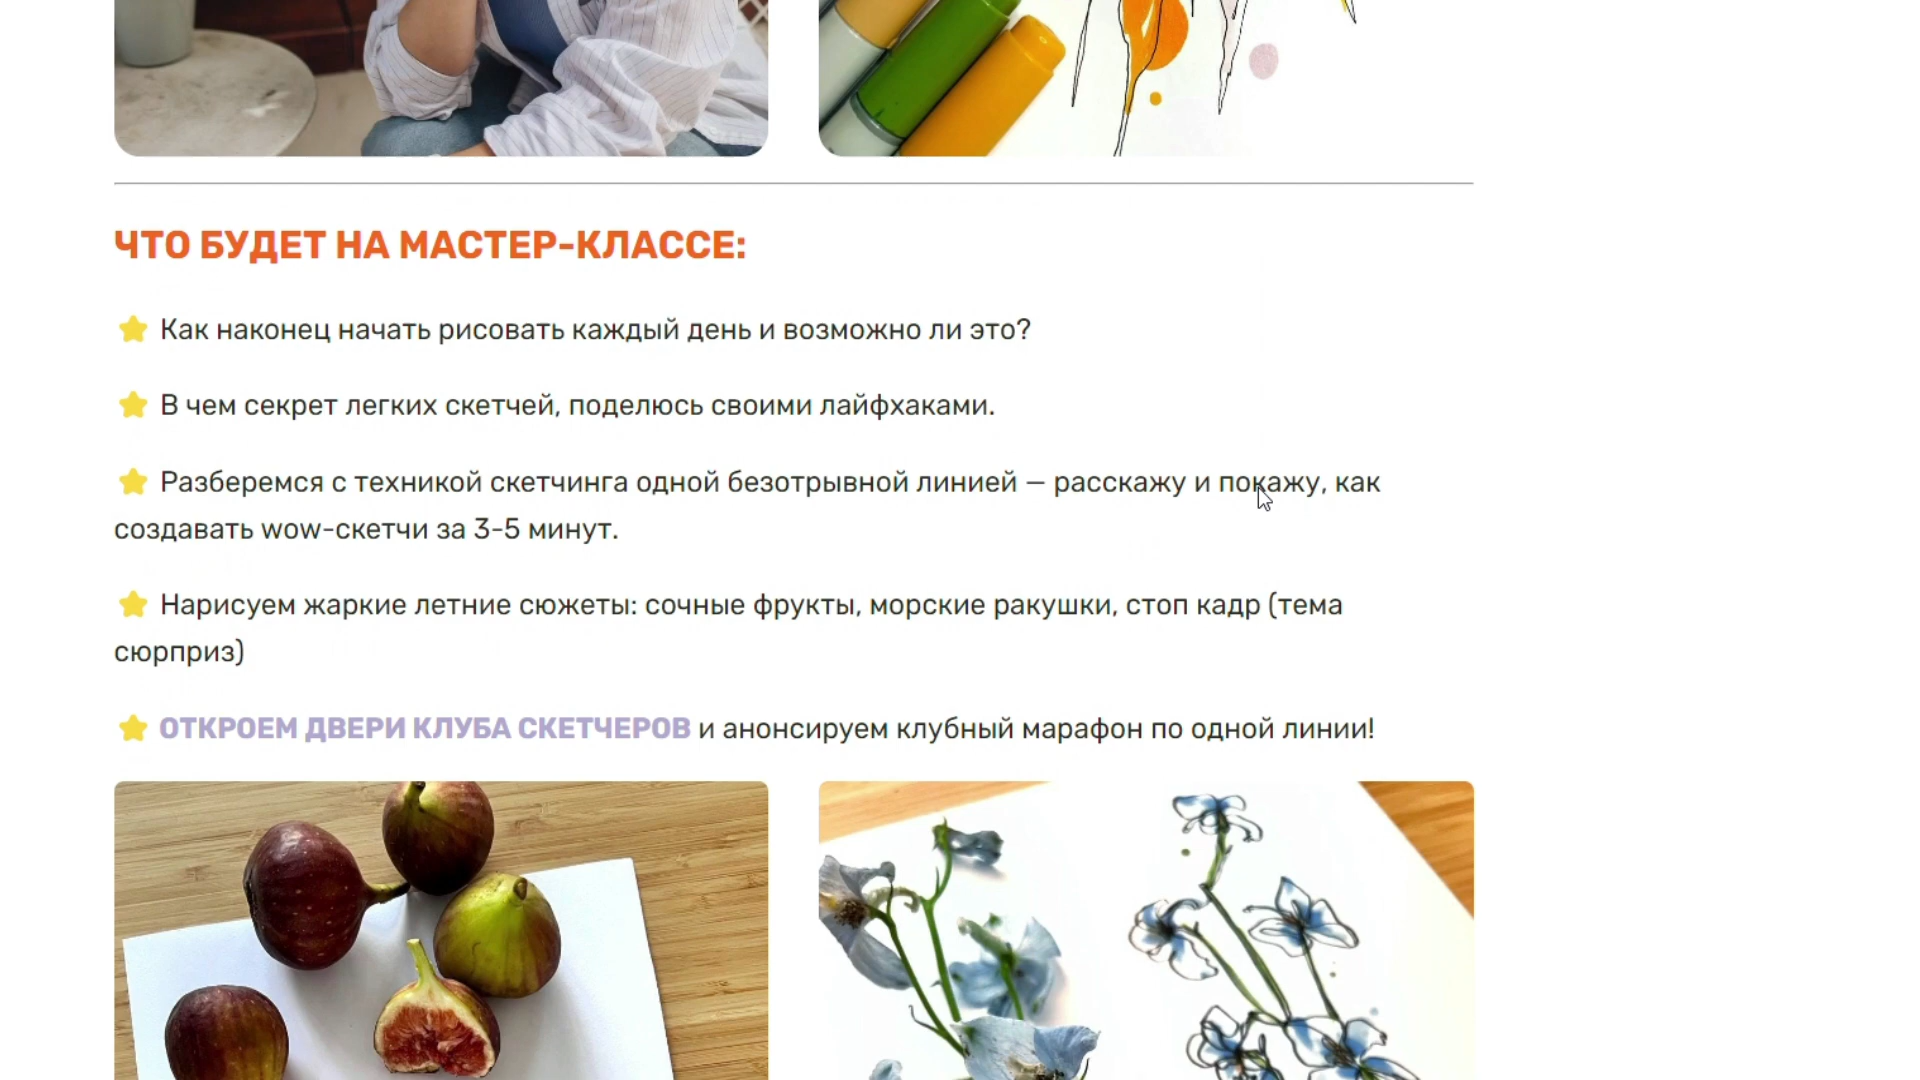 ЧТО БУДЕТ НА МАСТЕР-КЛАССЕ:
Как наконец начать рисовать каждый день и возможно ли это?
В чем секрет легких скетчей, поделюсь своими лайфхаками.
Разберемся с техникой скетчинга одной безотрывной линией — расскажу и покажу, как
создавать wow-скетчи за 3-5 минут.
Нарисуем жаркие летние сюжеты: сочные фрукты, морские ракушки, стоп кадр (тема
сюрприз)
ОТКРОЕМ ДВЕРИ КЛУБА СКЕТЧЕРОВ и анонсируем клубный марафон по одной линии!